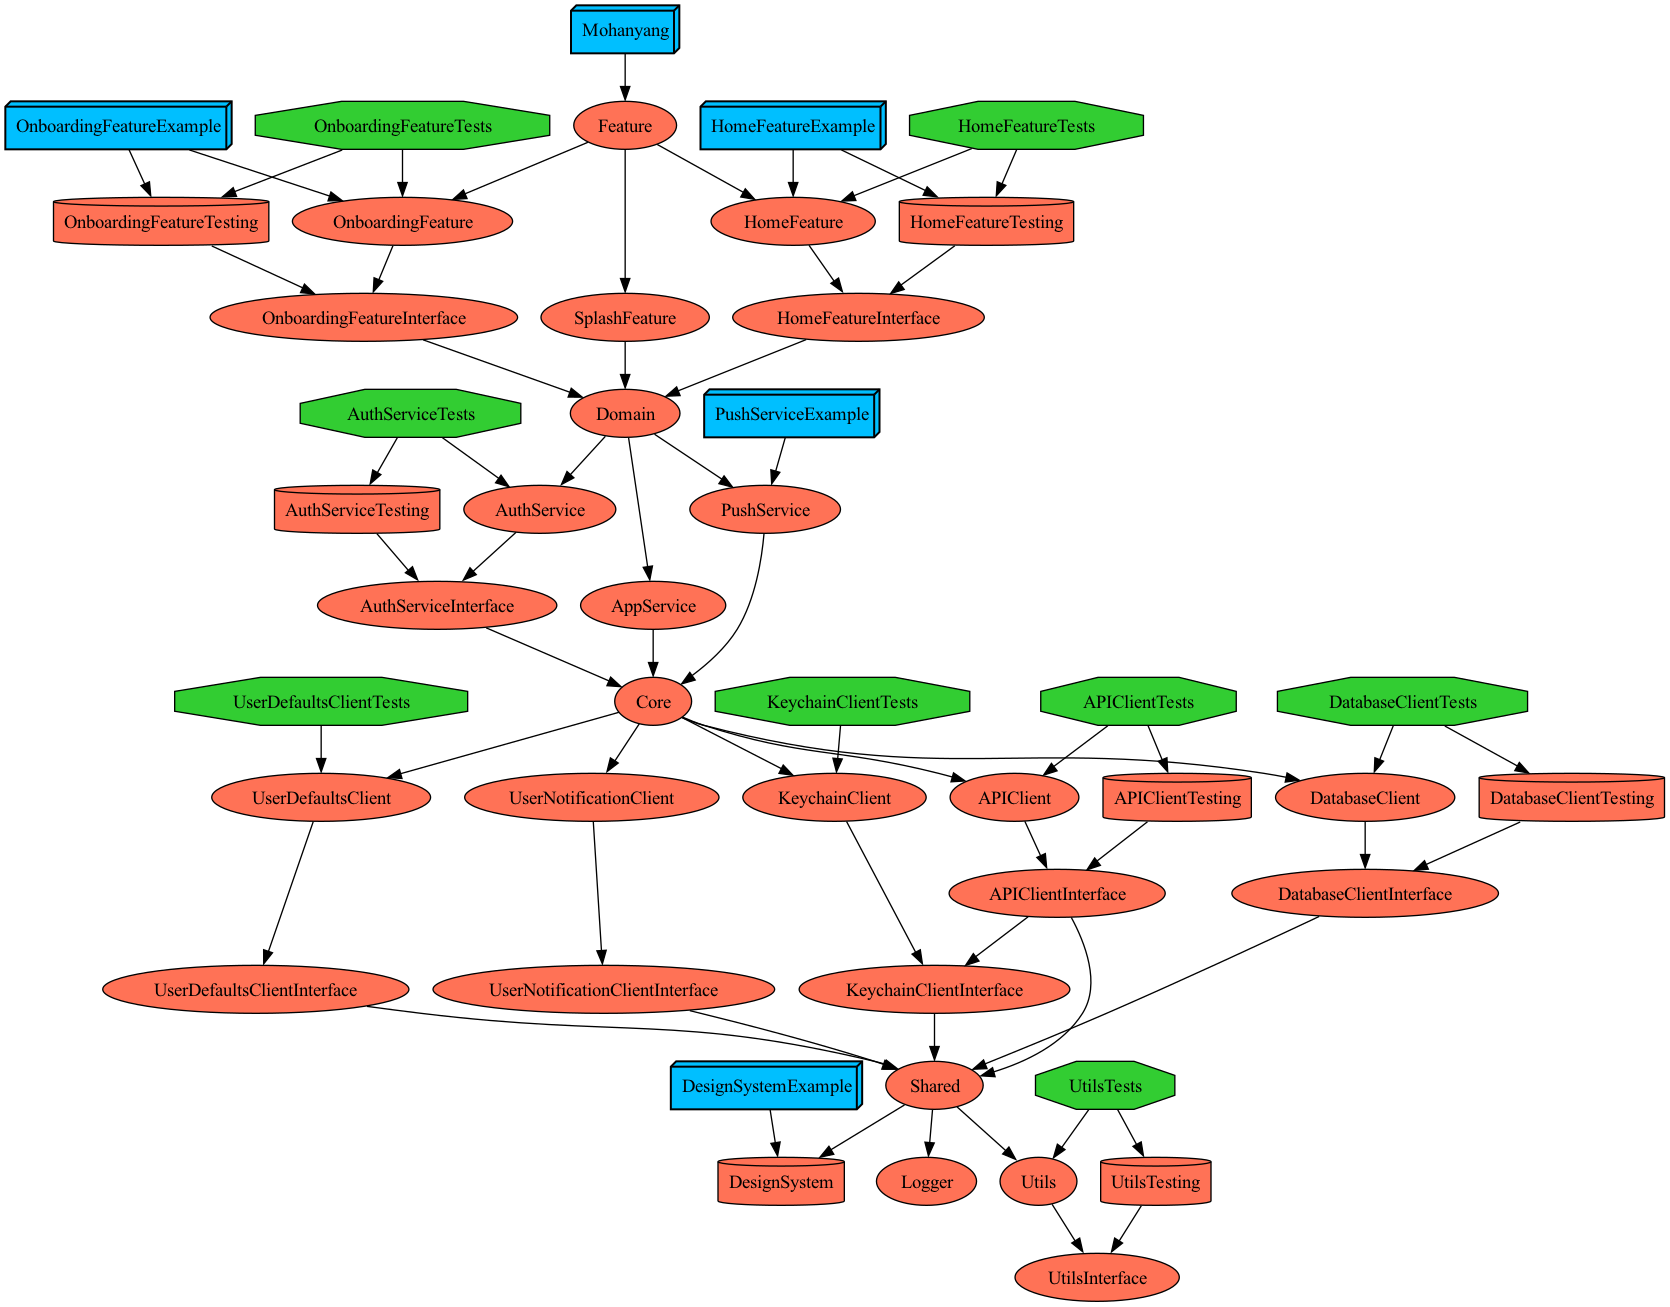 Mohanyang
OnboardingFeatureExample
OnboardingFeatureTests
Feature
HomeFeatureExample
HomeFeatureTests
OnboardingFeatureTesting
OnboardingFeature
HomeFeature
HomeFeatureTesting
OnboardingFeatureInterface
SplashFeature
HomeFeatureInterface
AuthServiceTests
Domain
PushServiceExample
AuthServiceTesting
AuthService
PushService
AuthServiceInterface
AppService
UserDefaultsClientTests
Core
KeychainClientTests
APIClientTests
DatabaseClientTests
UserDefaultsClient
UserNotificationClient
KeychainClient
APIClient
APIClientTesting
DatabaseClient
DatabaseClientTesting
APIClientInterface
DatabaseClientInterface
UserDefaultsClientInterface
UserNotificationClientInterface
KeychainClientInterface
DesignSystemExample
Shared
UtilsTests
DesignSystem
Logger
Utils
UtilsTesting
UtilsInterface